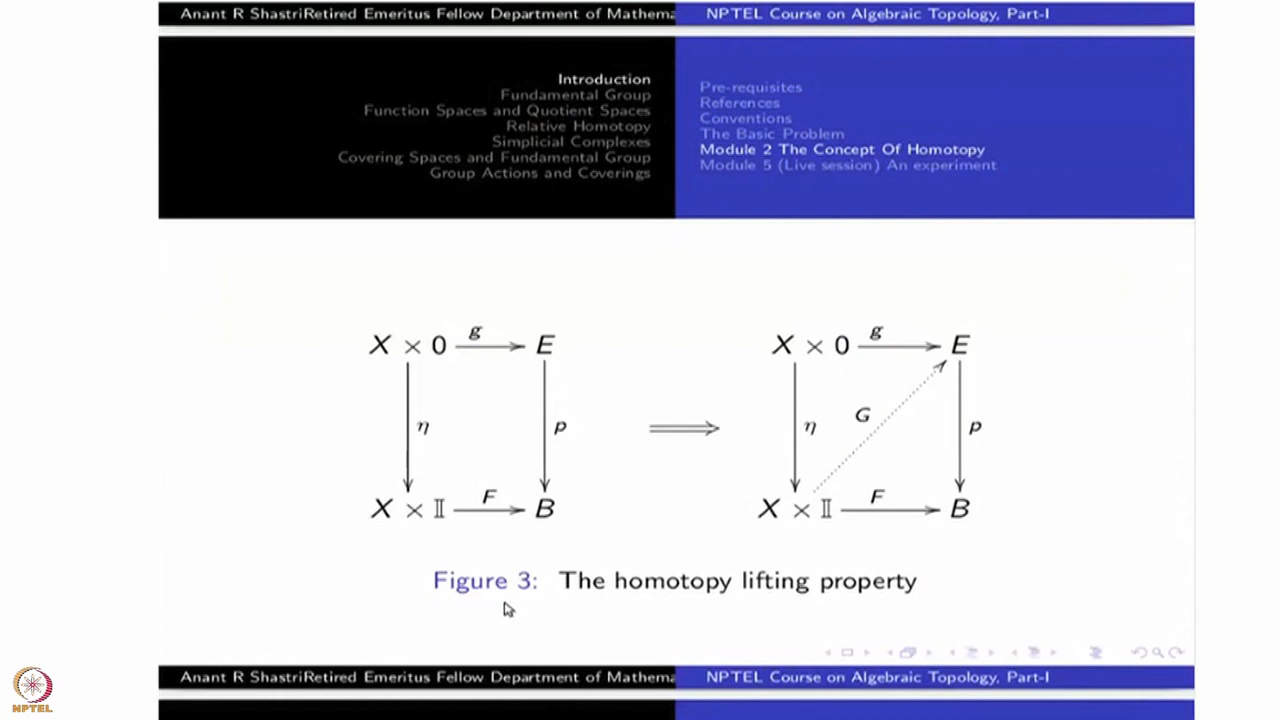 Anant R ShastriRetired Emeritus Fellow Department of Mathema
NPTEL Course on Algebraic Topology, Part-I
Introduction
Fundamental Group
Function Spaces and Quotient Spaces
Relative Homotopy
Simplicial Complexes
Covering Spaces and Fundamental Group
Group Actions and Coverings
Pre-requisites
References
Conventions
The Basic Problem
Module 2 The Concept Of Homotopy
Module 5 (Live session) An experiment
X × 0 g E
η p
X × 𝕀 F B
X × 0 g E
η G p
X × 𝕀 F B
Figure 3: The homotopy lifting property
Anant R ShastriRetired Emeritus Fellow Department of Mathema
NPTEL Course on Algebraic Topology, Part-I
NPTEL